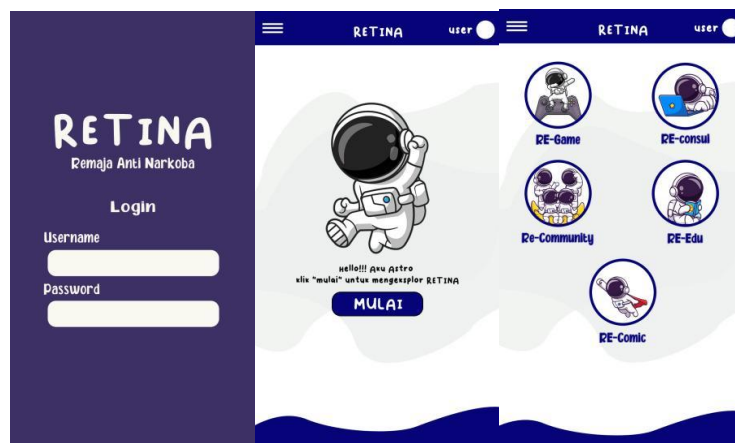 RETINA
Remaja Anti Narkoba
Login
Username
Password
RETINA
user
Hello!!! Aku Astro
klik "mulai" untuk mengexsplor RETINA
MULAI
RETINA
user
RE-Game
RE-consul
Re-Community
RE-Edu
RE-Comic